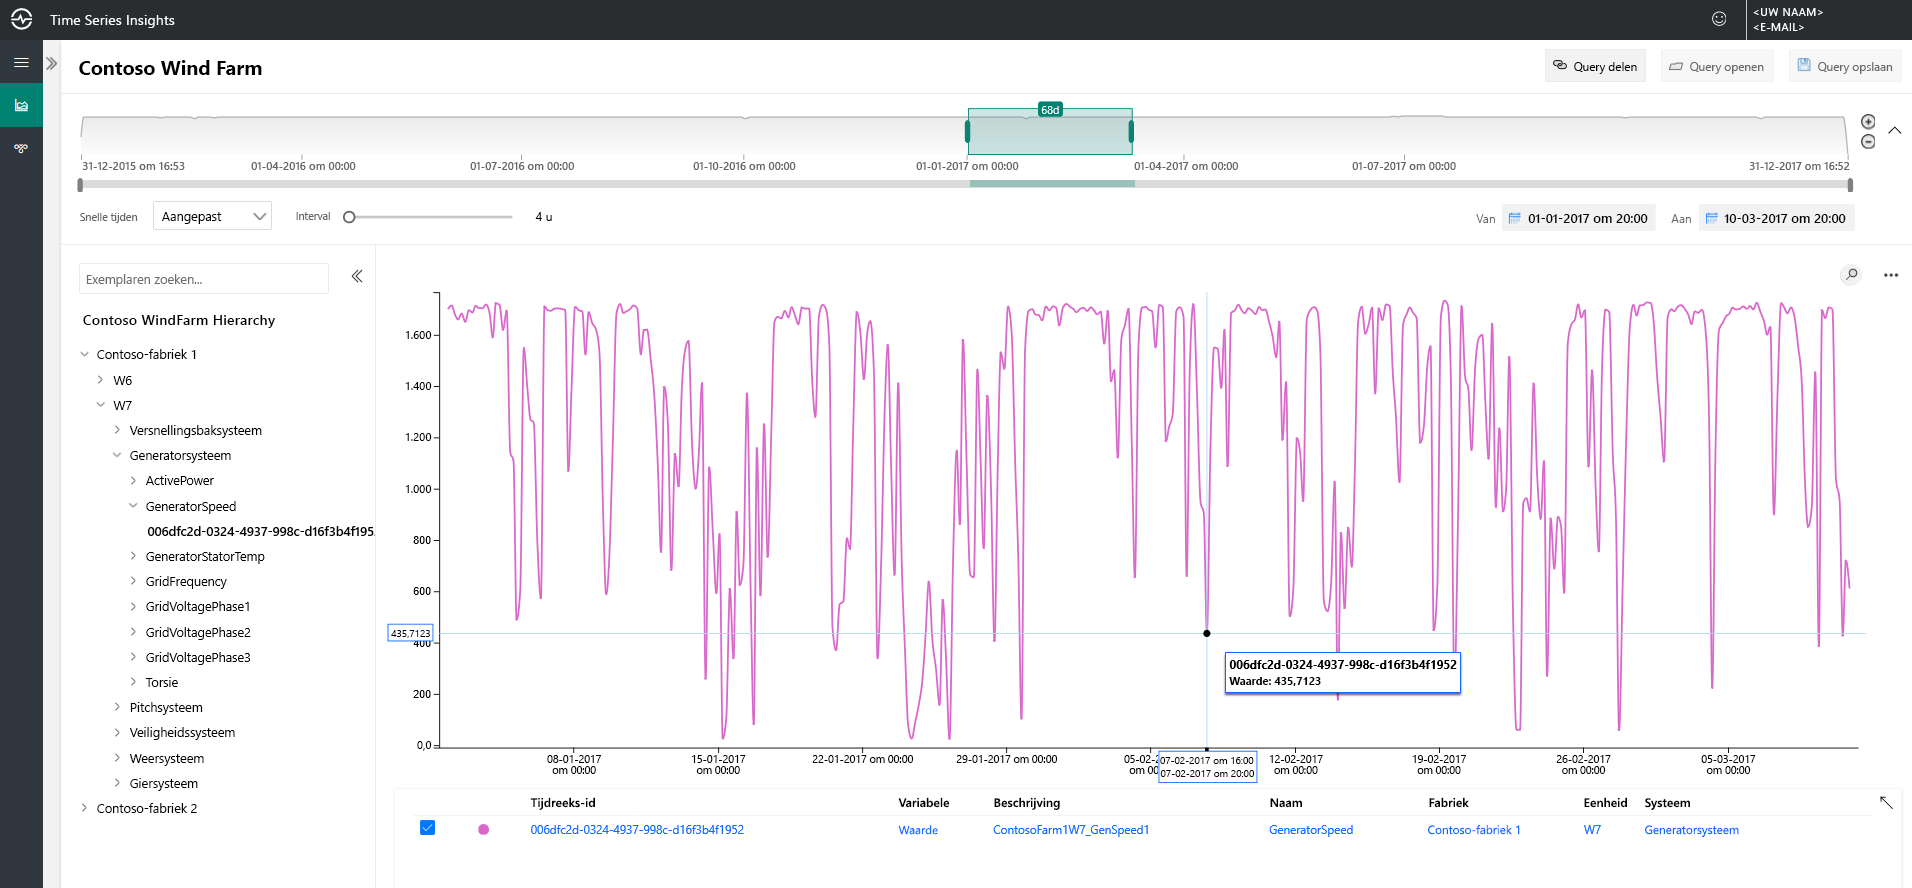 Time Series Insights
<UW NAAM>
<E-MAIL>
Contoso Wind Farm
Query delen
Query openen
Query opslaan
68d
31-12-2015 om 16:53
01-04-2016 om 00:00
01-07-2016 om 00:00
01-10-2016 om 00:00
01-01-2017 om 00:00
01-04-2017 om 00:00
01-07-2017 om 00:00
31-12-2017 om 16:52
Snelle tijden
Aangepast
Interval
4 u
Van
01-01-2017 om 20:00
Aan
10-03-2017 om 20:00
Exemplaren zoeken...
Contoso WindFarm Hierarchy
Contoso-fabriek 1
W6
W7
Versnellingsbaksysteem
Generatorsysteem
ActivePower
GeneratorSpeed
006dfc2d-0324-4937-998c-d16f3b4f195
GeneratorStatorTemp
GridFrequency
GridVoltagePhase1
GridVoltagePhase2
GridVoltagePhase3
Torsie
Pitchsysteem
Veiligheidssysteem
Weersysteem
Giersysteem
Contoso-fabriek 2
1.600
1.400
1.200
1.000
800
600
435,7123
400
200
0,0
006dfc2d-0324-4937-998c-d16f3b4f1952
Waarde: 435,7123
08-01-2017
om 00:00
15-01-2017
om 00:00
22-01-2017 om 00:00
29-01-2017 om 00:00
05-02-
om 00:
07-02-2017 om 16:00
07-02-2017 om 20:00
12-02-2017
om 00:00
19-02-2017
om 00:00
26-02-2017
om 00:00
05-03-2017
om 00:00
Tijdreeks-id Variabele Beschrijving Naam Fabriek Eenheid Systeem
006dfc2d-0324-4937-998c-d16f3b4f1952 Waarde ContosoFarm1W7_GenSpeed1 GeneratorSpeed Contoso-fabriek 1 W7 Generatorsysteem